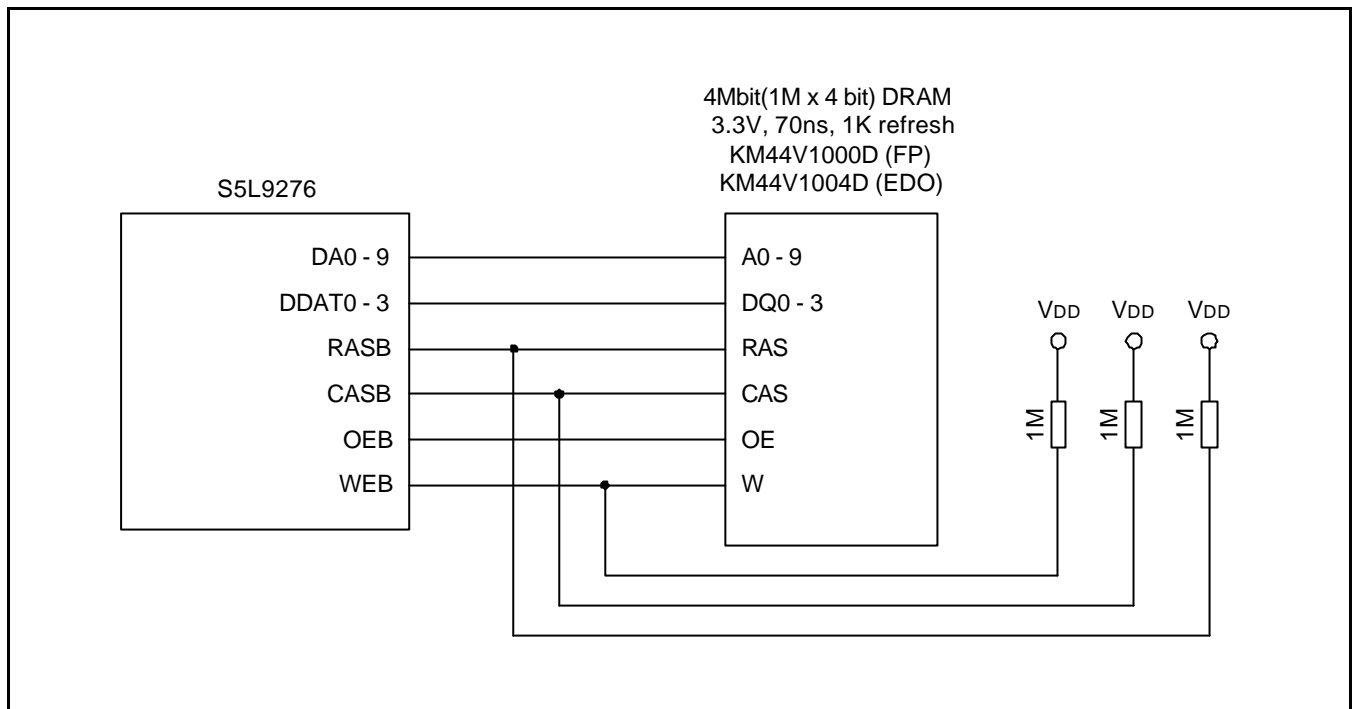 4Mbit(1M x 4 bit) DRAM
3.3V, 70ns, 1K refresh
KM44V1000D (FP)
KM44V1004D (EDO)
S5L9276
DA0 - 9
DDAT0 - 3
RASB
CASB
OEB
WEB
A0 - 9
DQ0 - 3
RAS
CAS
OE
W
VDD
VDD
VDD
1M
1M
1M